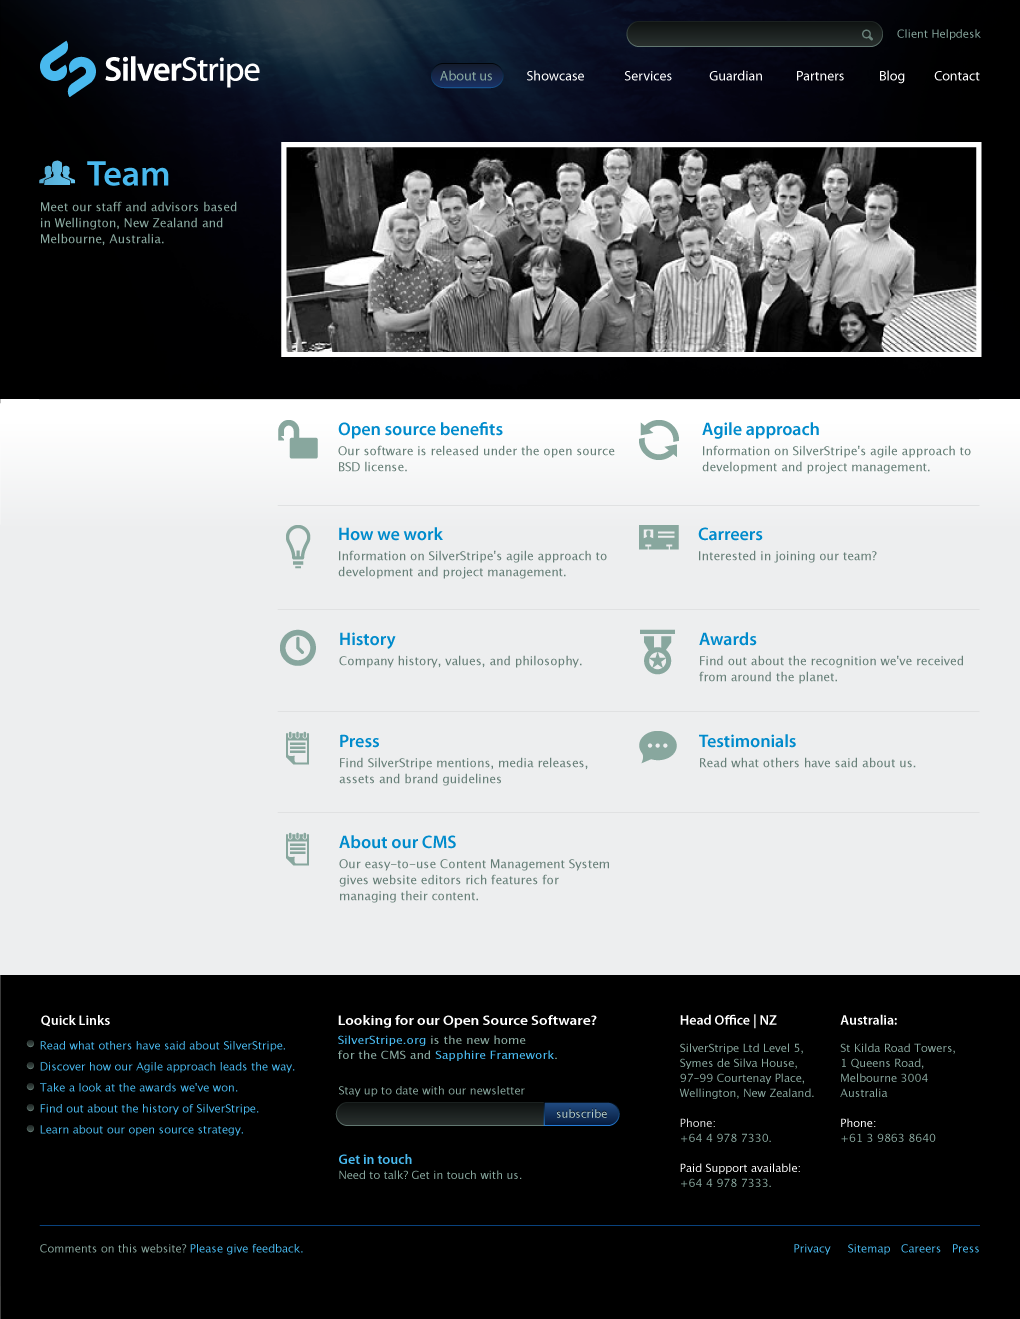 Client Helpdesk
SilverStripe
About us
Showcase
Services
Guardian
Partners
Blog
Contact
Team
Meet our staff and advisors based
in Wellington, New Zealand and
Melbourne, Australia.
Open source benefits
Our software is released under the open source
BSD license.
Agile approach
Information on SilverStripe's agile approach to
development and project management.
How we work
Information on SilverStripe's agile approach to
development and project management.
Carreers
Interested in joining our team?
History
Company history, values, and philosophy.
Awards
Find out about the recognition we've received
from around the planet.
Press
Find SilverStripe mentions, media releases,
assets and brand guidelines
Testimonials
Read what others have said about us.
About our CMS
Our easy-to-use Content Management System
gives website editors rich features for
managing their content.
Quick Links
Read what others have said about SilverStripe.
Discover how our Agile approach leads the way.
Take a look at the awards we've won.
Find out about the history of SilverStripe.
Learn about our open source strategy.
Looking for our Open Source Software?
SilverStripe.org is the new home
for the CMS and Sapphire Framework.
Stay up to date with our newsletter
subscribe
Get in touch
Need to talk? Get in touch with us.
Head Office | NZ
SilverStripe Ltd Level 5,
Symes de Silva House,
97-99 Courtenay Place,
Wellington, New Zealand.
Phone:
+64 4 978 7330.
Paid Support available:
+64 4 978 7333.
Australia:
St Kilda Road Towers,
1 Queens Road,
Melbourne 3004
Australia
Phone:
+61 3 9863 8640
Comments on this website? Please give feedback.
Privacy
Sitemap
Careers
Press